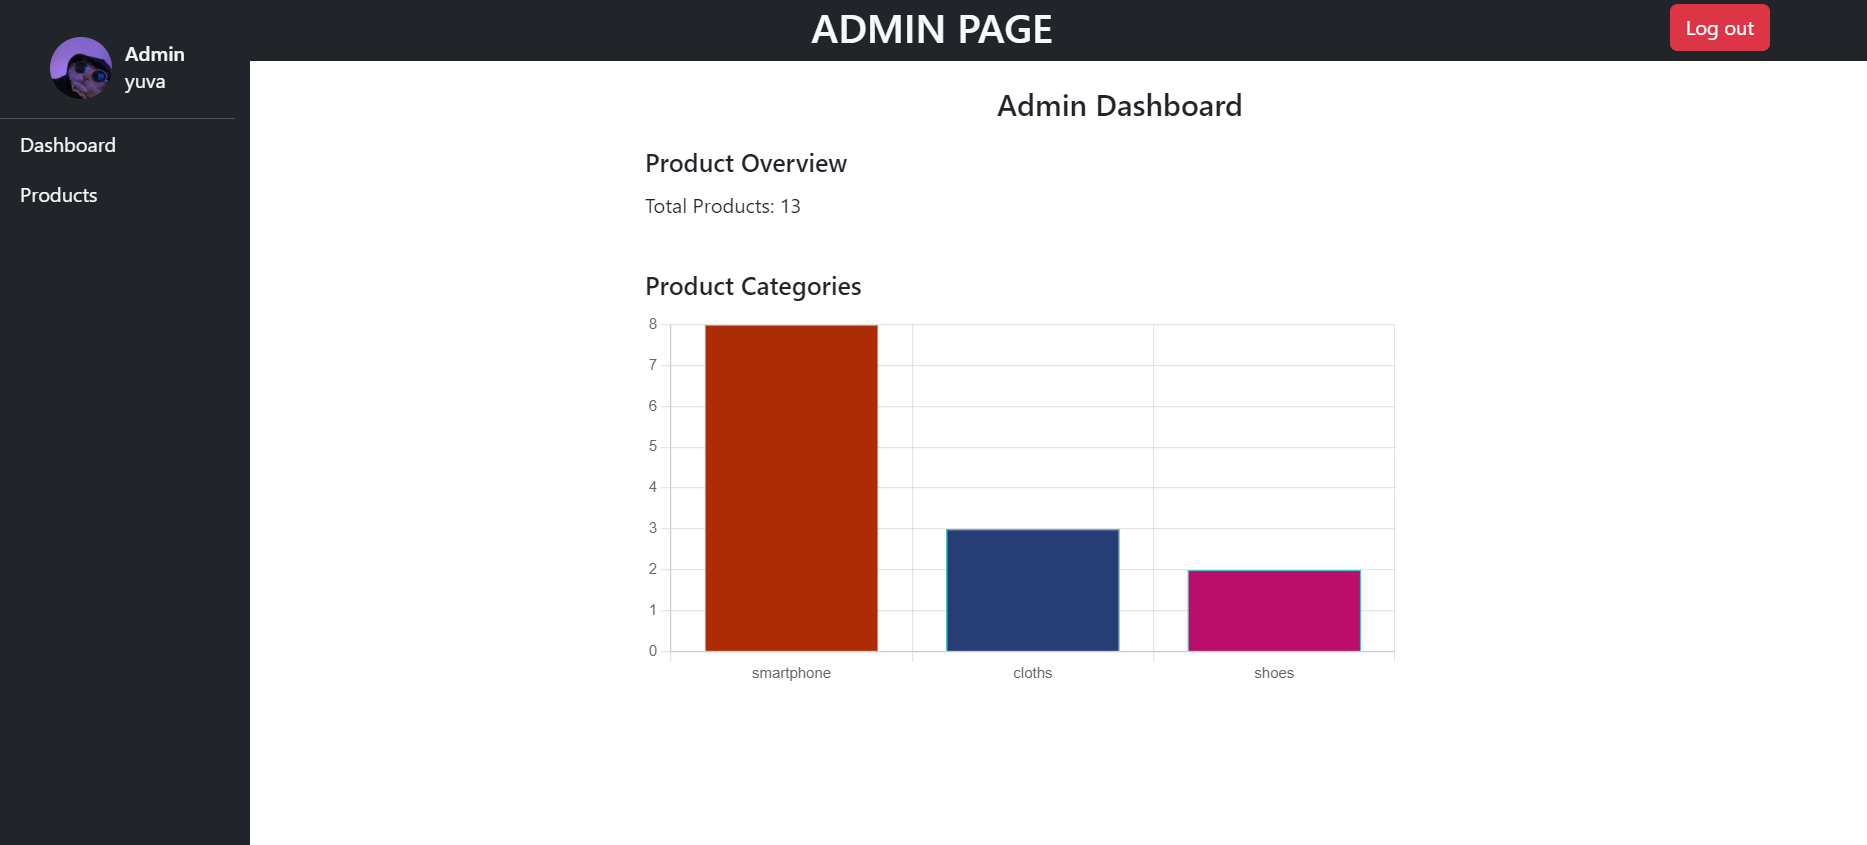 ADMIN PAGE
Log out
Admin
yuva
Dashboard
Products
Admin Dashboard
Product Overview
Total Products: 13
Product Categories
8
7
6
5
4
3
2
1
0
smartphone
cloths
shoes